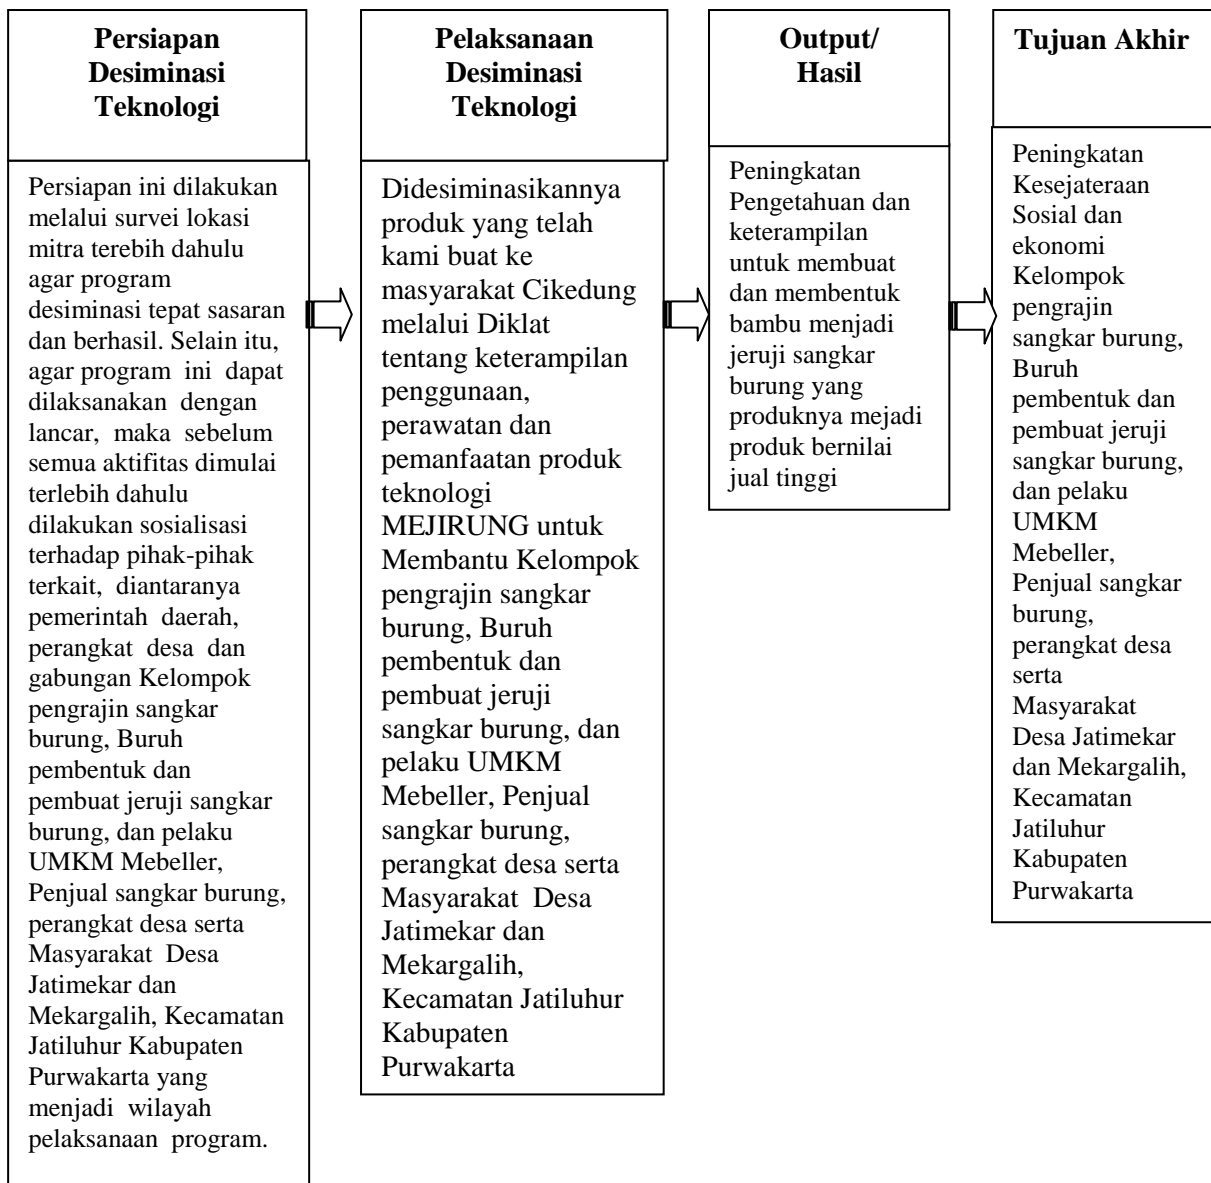 Persiapan
Desiminasi
Teknologi
Persiapan ini dilakukan
melalui survei lokasi
mitra terebih dahulu
agar program
desiminasi tepat sasaran
dan berhasil. Selain itu,
agar program ini dapat
dilaksanakan dengan
lancar, maka sebelum
semua aktifitas dimulai
terlebih dahulu
dilakukan sosialisasi
terhadap pihak-pihak
terkait, diantaranya
pemerintah daerah,
perangkat desa dan
gabungan Kelompok
pengrajin sangkar
burung, Buruh
pembentuk dan
pembuat jeruji sangkar
burung, dan pelaku
UMKM Mebeller,
Penjual sangkar burung,
perangkat desa serta
Masyarakat Desa
Jatimekar dan
Mekargalih, Kecamatan
Jatiluhur Kabupaten
Purwakarta yang
menjadi wilayah
pelaksanaan program.
Pelaksanaan
Desiminasi
Teknologi
Didesiminasikannya
produk yang telah
kami buat ke
masyarakat Cikedung
melalui Diklat
tentang keterampilan
penggunaan,
perawatan dan
pemanfaatan produk
teknologi
MEJIRUNG untuk
Membantu Kelompok
pengrajin sangkar
burung, Buruh
pembentuk dan
pembuat jeruji
sangkar burung, dan
pelaku UMKM
Mebeller, Penjual
sangkar burung,
perangkat desa serta
Masyarakat Desa
Jatimekar dan
Mekargalih,
Kecamatan Jatiluhur
Kabupaten
Purwakarta
Output/
Hasil
Peningkatan
Pengetahuan dan
keterampilan
untuk membuat
dan membentuk
bambu menjadi
jeruji sangkar
burung yang
produknya mejadi
produk bernilai
jual tinggi
Tujuan Akhir
Peningkatan
Kesejateraan
Sosial dan
ekonomi
Kelompok
pengrajin
sangkar burung,
Buruh
pembentuk dan
pembuat jeruji
sangkar burung,
dan pelaku
UMKM
Mebeller,
Penjual sangkar
burung,
perangkat desa
serta
Masyarakat
Desa Jatimekar
dan Mekargalih,
Kecamatan
Jatiluhur
Kabupaten
Purwakarta